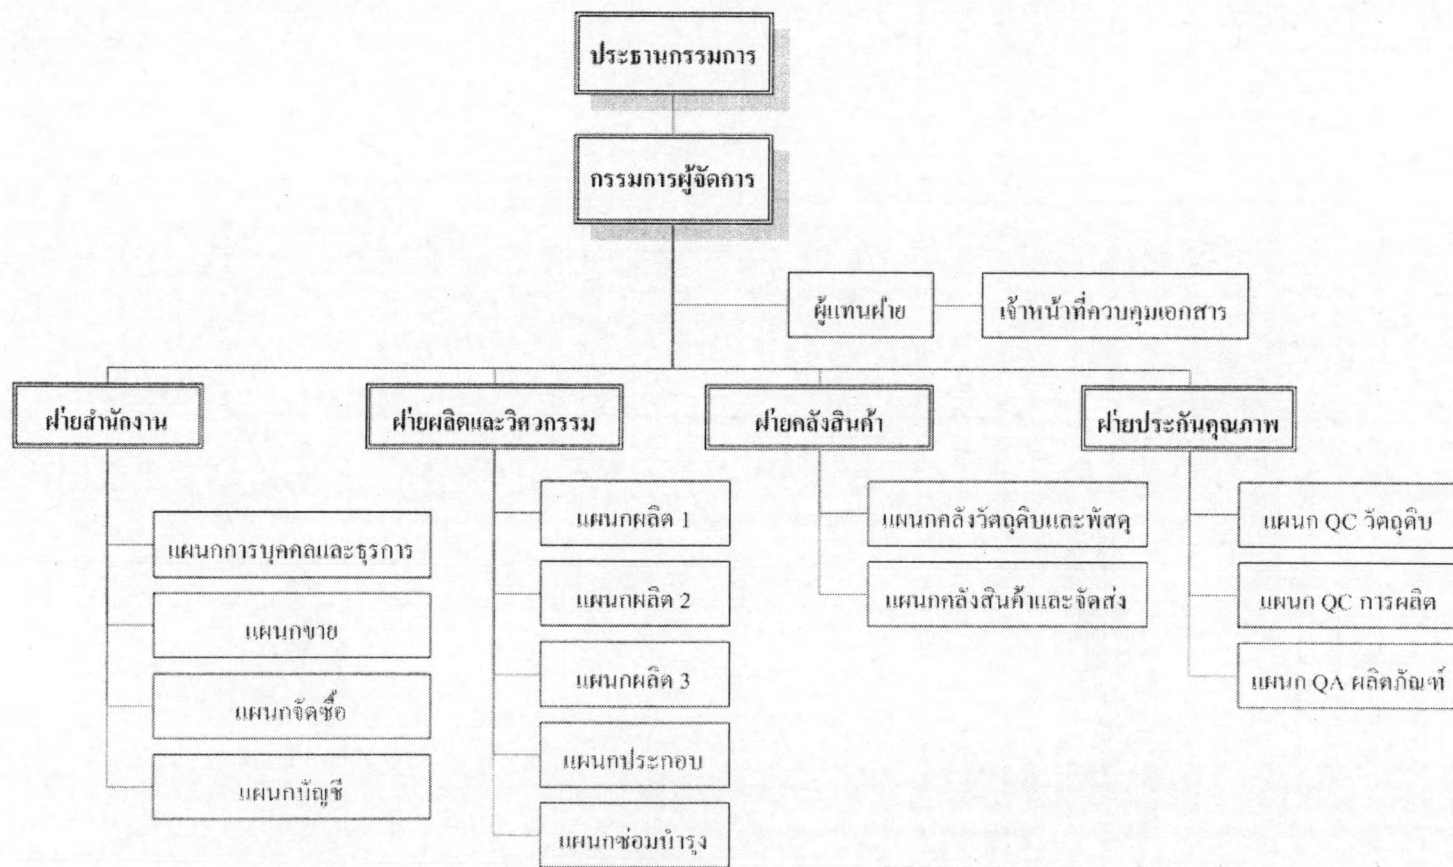 ประธานกรรมการ
กรรมการผู้จัดการ
ผู้แทนฝ่าย
เจ้าหน้าที่ควบคุมเอกสาร
ฝ่ายสำนักงาน
ฝ่ายผลิตและวิศวกรรม
ฝ่ายคลังสินค้า
ฝ่ายประกันคุณภาพ
แผนกการบุคคลและธุรการ
แผนกขาย
แผนกจัดซื้อ
แผนกบัญชี
แผนกผลิต 1
แผนกผลิต 2
แผนกผลิต 3
แผนกประกอบ
แผนกซ่อมบำรุง
แผนกคลังวัตถุดิบและพัสดุ
แผนกคลังสินค้าและจัดส่ง
แผนก QC วัตถุดิบ
แผนก QC การผลิต
แผนก QA ผลิตภัณฑ์